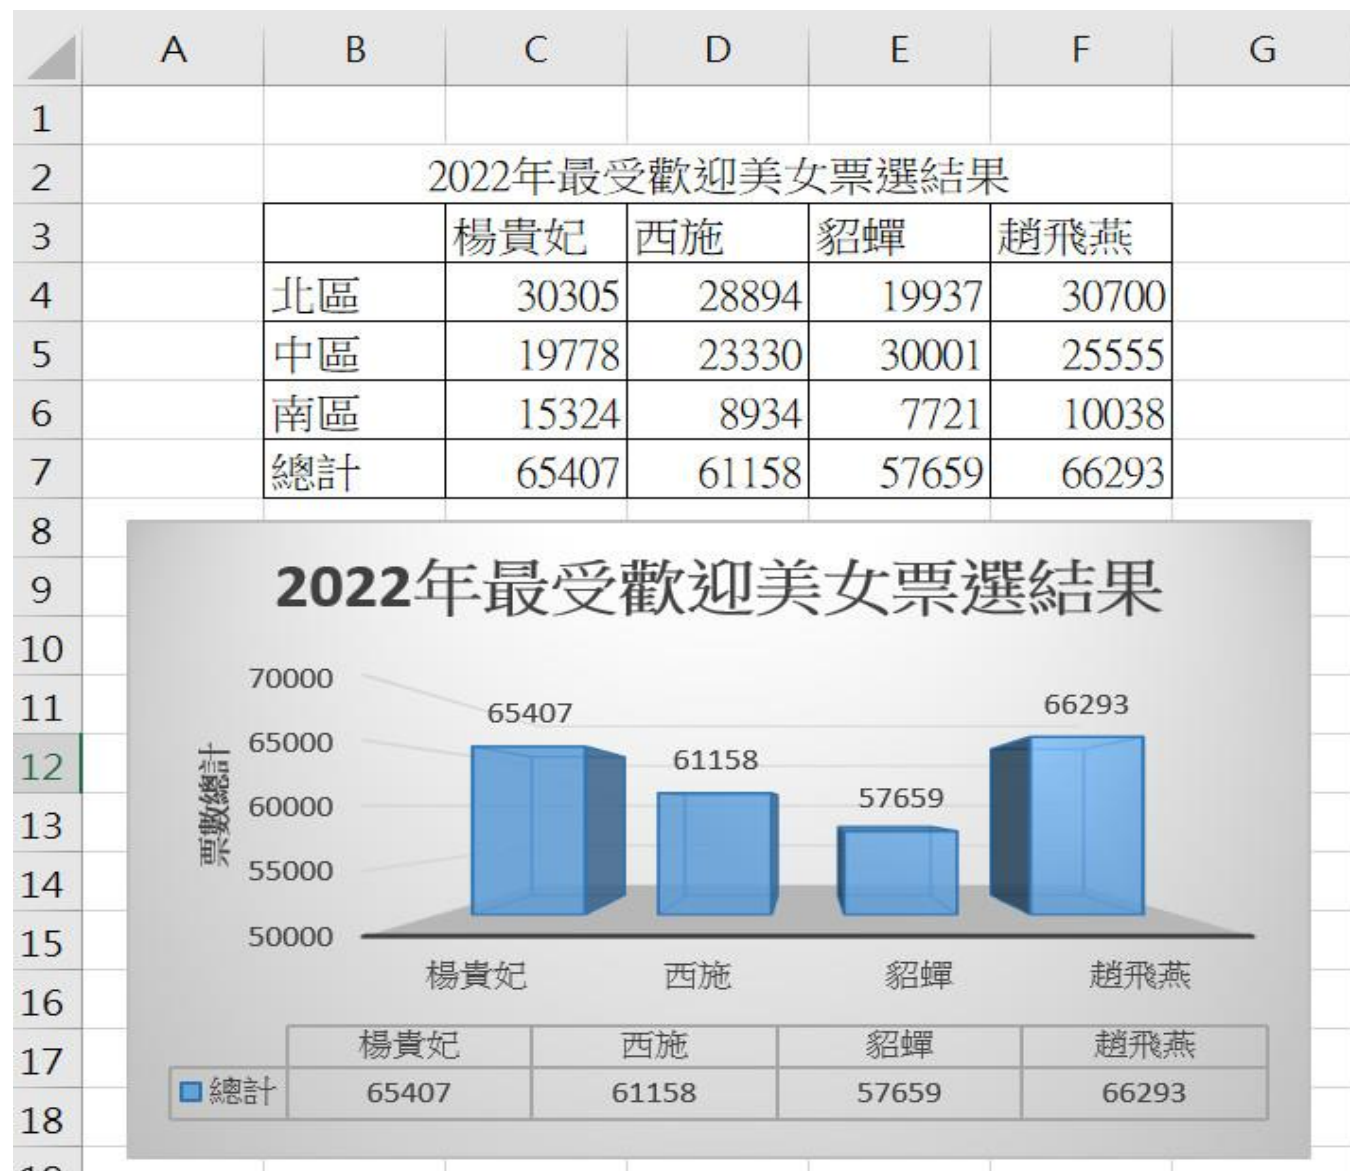 A B C D E F G
1
2 2022年最受歡迎美女票選結果
3 楊貴妃 西施 貂蟬 趙飛燕
4 北區 30305 28894 19937 30700
5 中區 19778 23330 30001 25555
6 南區 15324 8934 7721 10038
7 總計 65407 61158 57659 66293
8
9
10
11
12
13
14
15
16
17
18
2022年最受歡迎美女票選結果
票數總計
70000
65000
60000
55000
50000
65407 61158 57659 66293
楊貴妃 西施 貂蟬 趙飛燕
楊貴妃 西施 貂蟬 趙飛燕
總計 65407 61158 57659 66293